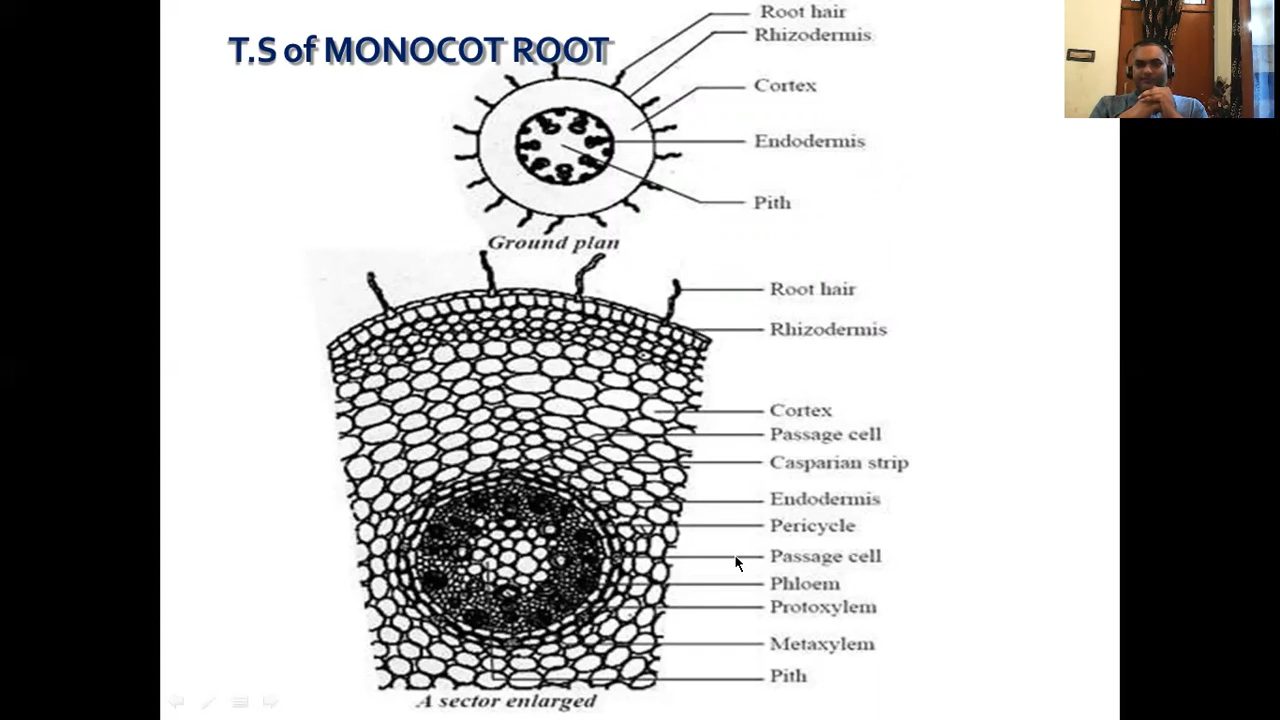 T.S of MONOCOT ROOT
Root hair
Rhizodermis
Cortex
Endodermis
Pith
Ground plan
Root hair
Rhizodermis
Cortex
Passage cell
Casparian strip
Endodermis
Pericycle
Passage cell
Phloem
Protoxylem
Metaxylem
Pith
A sector enlarged